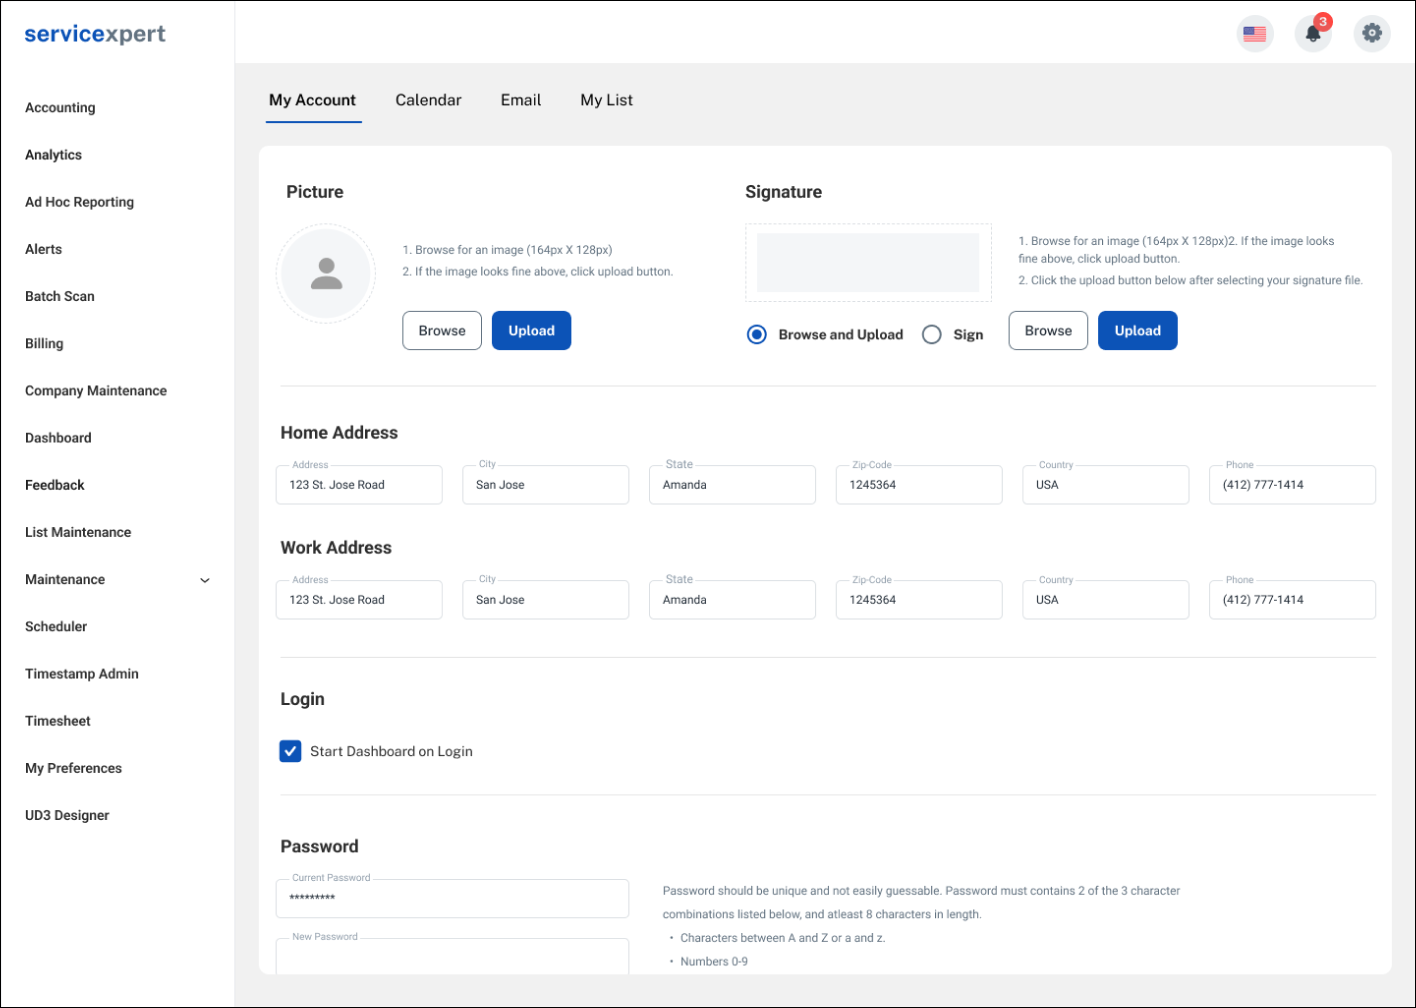 servicexpert
3
Accounting
Analytics
Ad Hoc Reporting
Alerts
Batch Scan
Billing
Company Maintenance
Dashboard
Feedback
List Maintenance
Maintenance
Scheduler
Timestamp Admin
Timesheet
My Preferences
UD3 Designer
My Account Calendar Email My List
Picture
1. Browse for an image (164px X 128px)
2. If the image looks fine above, click upload button.
Browse Upload
Signature
1. Browse for an image (164px X 128px)2. If the image looks
fine above, click upload button.
2. Click the upload button below after selecting your signature file.
Browse and Upload Sign Browse Upload
Home Address
Address City State Zip-Code Country Phone
123 St. Jose Road San Jose Amanda 1245364 USA (412) 777-1414
Work Address
Address City State Zip-Code Country Phone
123 St. Jose Road San Jose Amanda 1245364 USA (412) 777-1414
Login
Start Dashboard on Login
Password
Current Password
*********
New Password
Password should be unique and not easily guessable. Password must contains 2 of the 3 character
combinations listed below, and atleast 8 characters in length.
• Characters between A and Z or a and z.
• Numbers 0-9